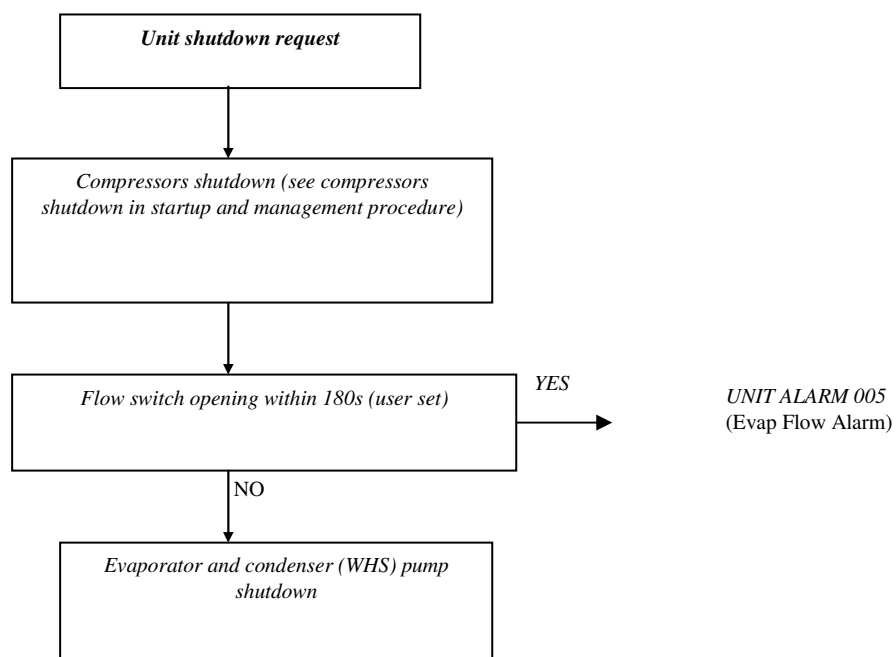 Unit shutdown request
Compressors shutdown (see compressors
shutdown in startup and management procedure)
Flow switch opening within 180s (user set)
YES
UNIT ALARM 005
(Evap Flow Alarm)
NO
Evaporator and condenser (WHS) pump
shutdown